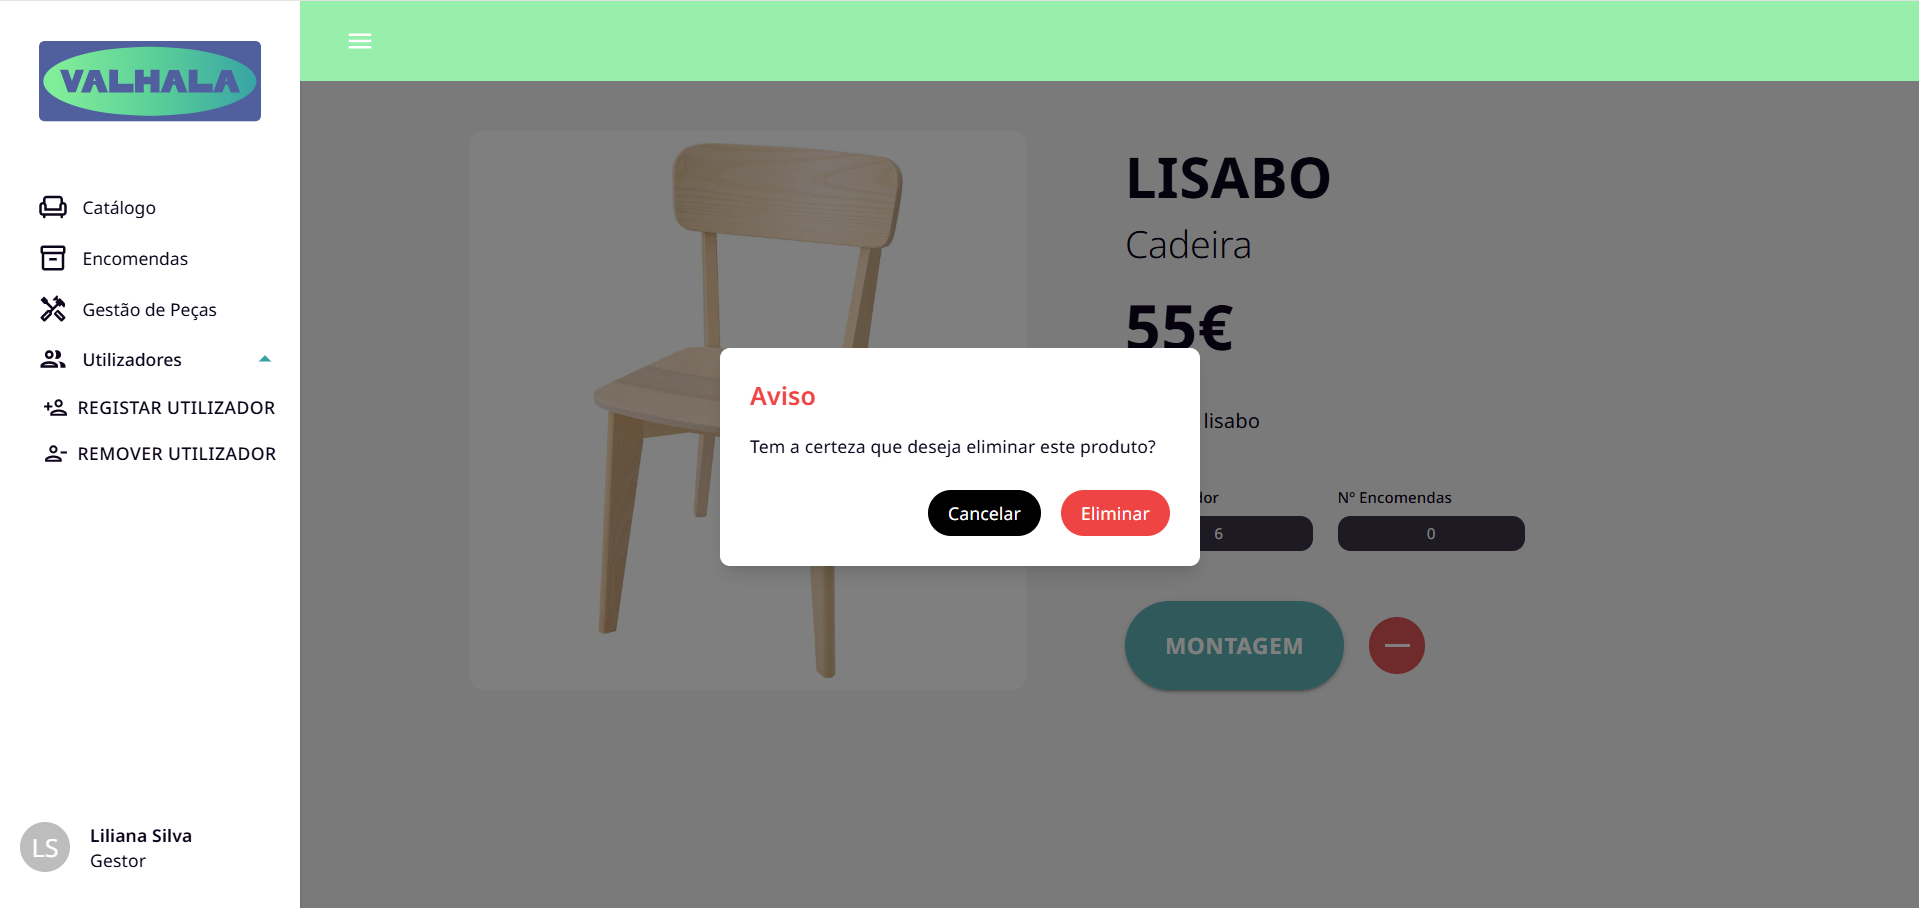 VALHALA
Catálogo
Encomendas
Gestão de Peças
Utilizadores
REGISTAR UTILIZADOR
REMOVER UTILIZADOR
LS
Liliana Silva
Gestor
LISABO
Cadeira
55€
lisabo
Nº Encomendas
6
0
MONTAGEM
Aviso
Tem a certeza que deseja eliminar este produto?
Cancelar
Eliminar